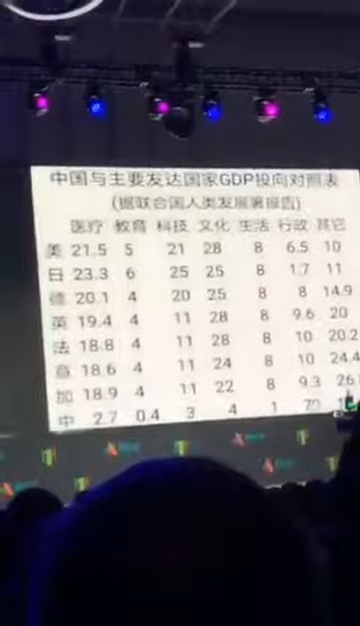 中国与主要发达国家GDP投向对照表
(据联合国人类发展署报告)
医疗 教育 科技 文化 生活 行政 其它
美 21.5 5 21 28 8 6.5 10
日 23.3 6 25 25 8 1.7 11
德 20.1 4 20 25 8 8 14.9
英 19.4 4 11 28 8 9.6 20
法 18.8 4 11 28 8 10 20.2
意 18.6 4 11 24 8 10 24.4
加 18.9 4 11 22 8 9.3
中 2.7 0.4 3 4 1 70